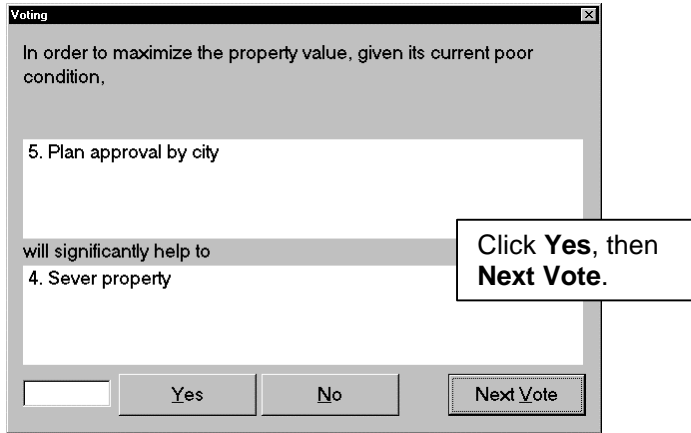 Voting
In order to maximize the property value, given its current poor
condition,
5. Plan approval by city
will significantly help to
4. Sever property
Click Yes, then
Next Vote.
Yes
No
Next Vote